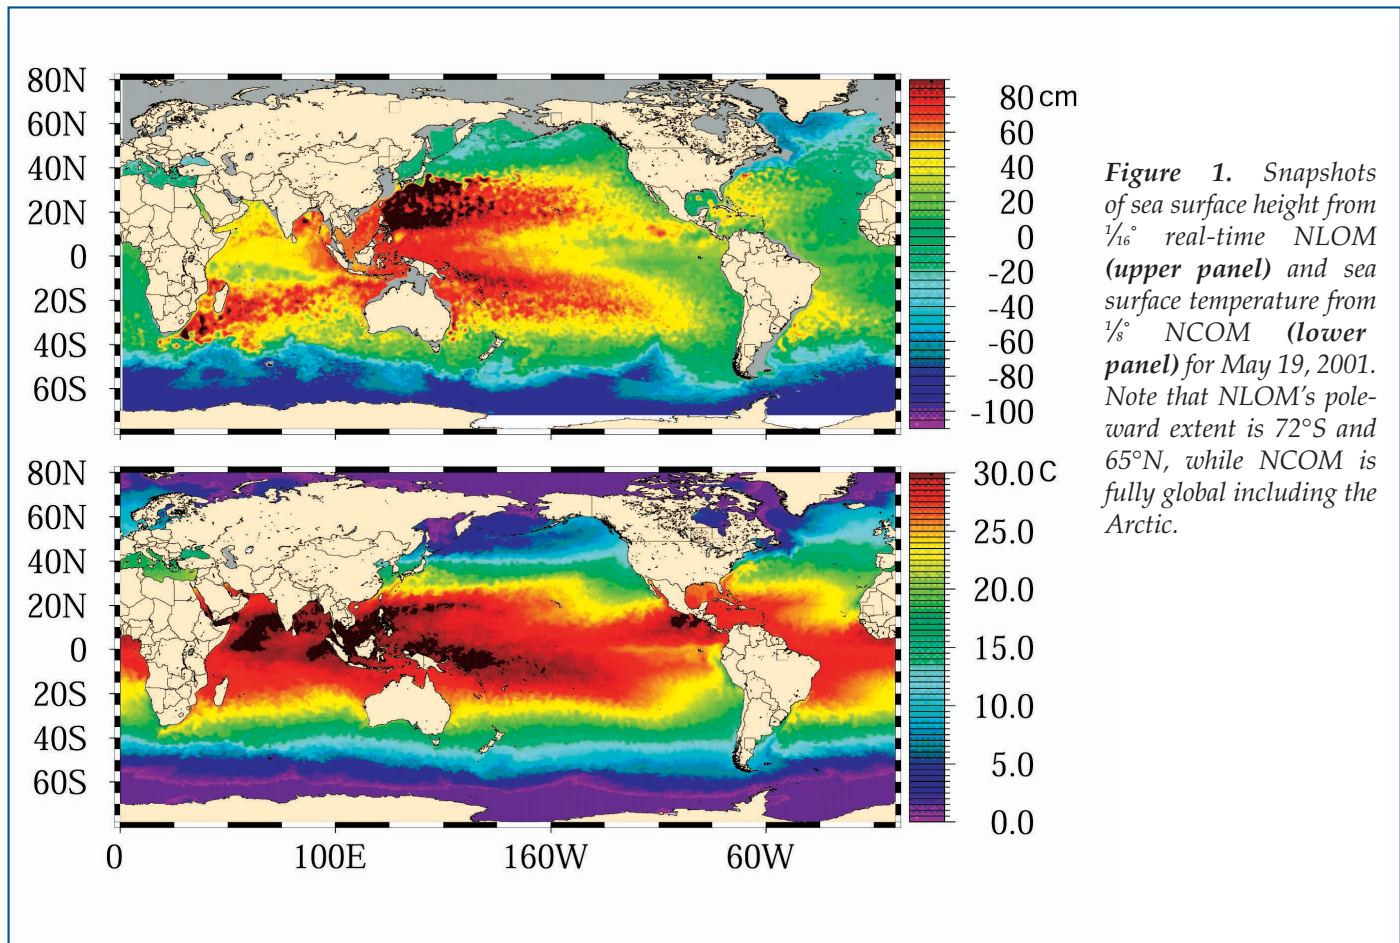 80N
60N
40N
20N
0
20S
40S
60S
80 cm
60
40
20
0
-20
-40
-60
-80
-100
80N
60N
40N
20N
0
20S
40S
60S
0
100E
160W
60W
30.0 C
25.0
20.0
15.0
10.0
5.0
0.0
Figure 1. Snapshots
of sea surface height from
1/16° real-time NLOM
(upper panel) and sea
surface temperature from
1/8° NCOM (lower
panel) for May 19, 2001.
Note that NLOM's pole-
ward extent is 72°S and
65°N, while NCOM is
fully global including the
Arctic.